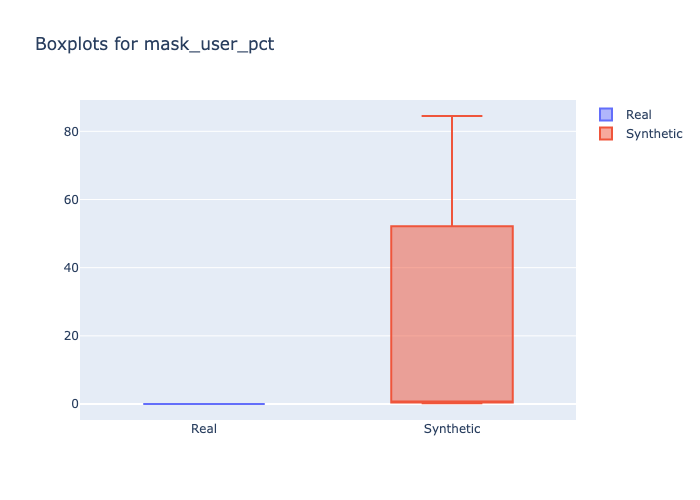 Boxplots for mask_user_pct
Real
Synthetic
80
60
40
20
0
Real
Synthetic